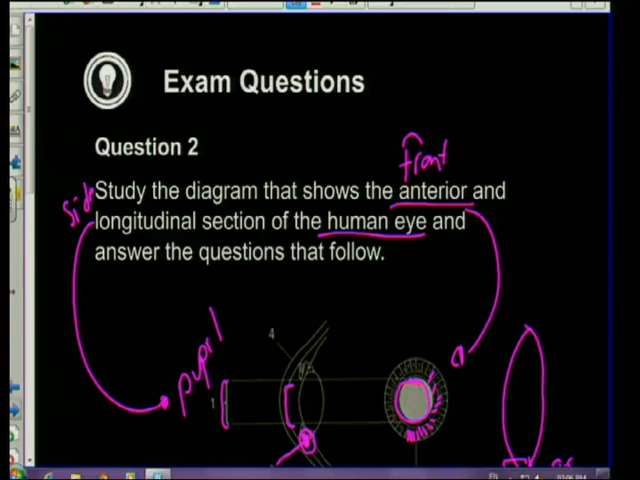 Exam Questions
Question 2
front
side
Study the diagram that shows the anterior and
longitudinal section of the human eye and
answer the questions that follow.
pupil
4
1